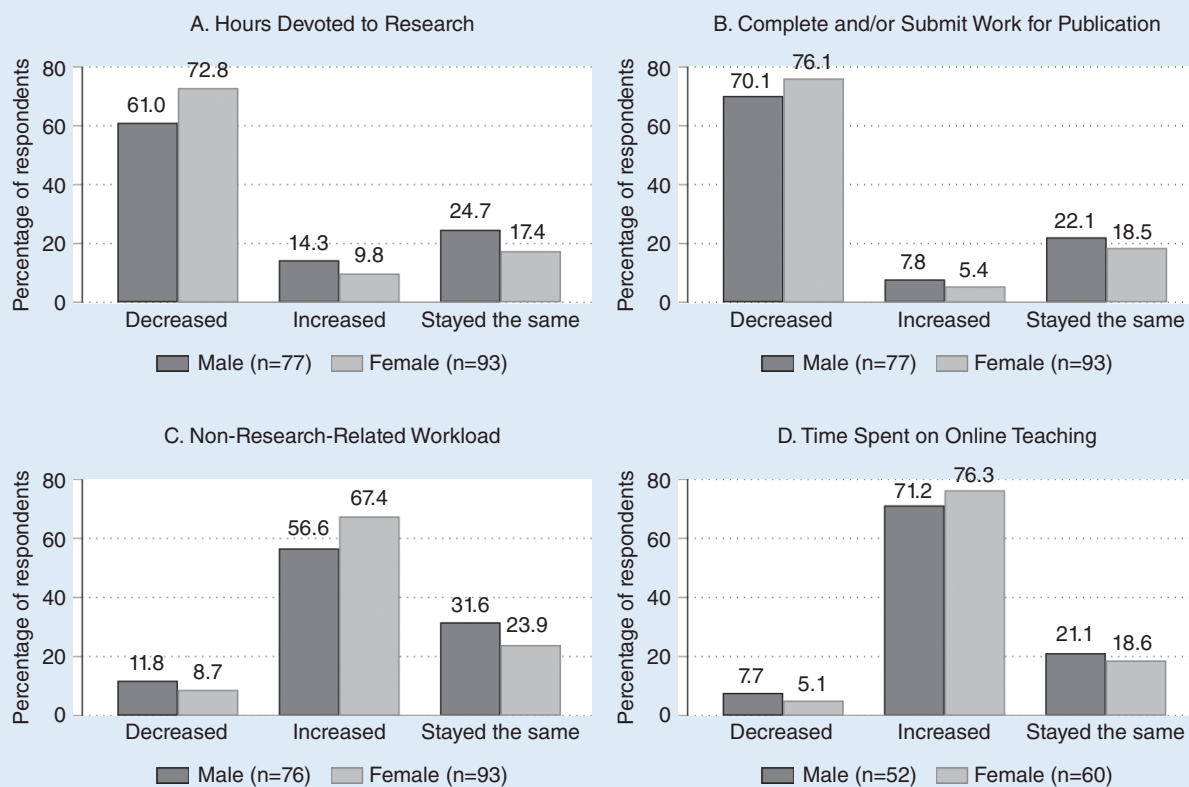 A. Hours Devoted to Research
Percentage of respondents
80
60
40
20
0
61.0
72.8
14.3
9.8
24.7
17.4
Decreased
Increased
Stayed the same
Male (n=77)
Female (n=93)
B. Complete and/or Submit Work for Publication
Percentage of respondents
80
60
40
20
0
70.1
76.1
7.8
5.4
22.1
18.5
Decreased
Increased
Stayed the same
Male (n=77)
Female (n=93)
C. Non-Research-Related Workload
Percentage of respondents
80
60
40
20
0
11.8
8.7
56.6
67.4
31.6
23.9
Decreased
Increased
Stayed the same
Male (n=76)
Female (n=93)
D. Time Spent on Online Teaching
Percentage of respondents
80
60
40
20
0
7.7
5.1
71.2
76.3
21.1
18.6
Decreased
Increased
Stayed the same
Male (n=52)
Female (n=60)